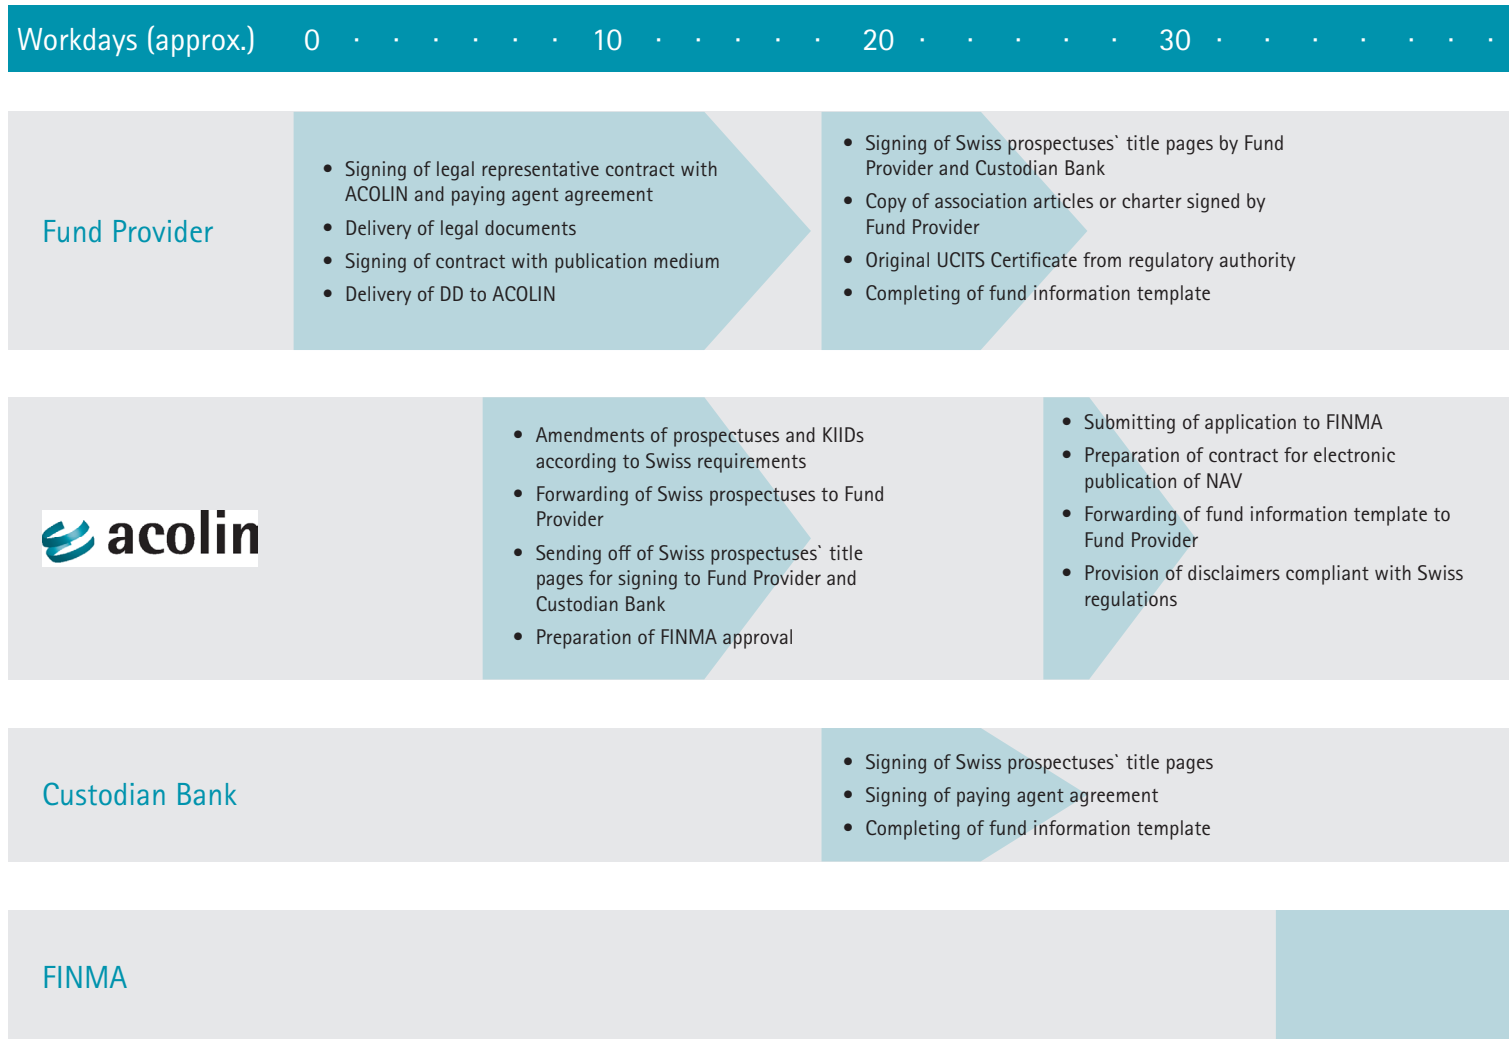 Workdays (approx.) 0 · · · · · · 10 · · · · · 20 · · · · · 30 · · · · · · ·
Fund Provider
• Signing of legal representative contract with
ACOLIN and paying agent agreement
• Delivery of legal documents
• Signing of contract with publication medium
• Delivery of DD to ACOLIN
• Signing of Swiss prospectuses` title pages by Fund
Provider and Custodian Bank
• Copy of association articles or charter signed by
Fund Provider
• Original UCITS Certificate from regulatory authority
• Completing of fund information template
acolin
• Amendments of prospectuses and KIIDs
according to Swiss requirements
• Forwarding of Swiss prospectuses to Fund
Provider
• Sending off of Swiss prospectuses` title
pages for signing to Fund Provider and
Custodian Bank
• Preparation of FINMA approval
• Submitting of application to FINMA
• Preparation of contract for electronic
publication of NAV
• Forwarding of fund information template to
Fund Provider
• Provision of disclaimers compliant with Swiss
regulations
Custodian Bank
• Signing of Swiss prospectuses` title pages
• Signing of paying agent agreement
• Completing of fund information template
FINMA